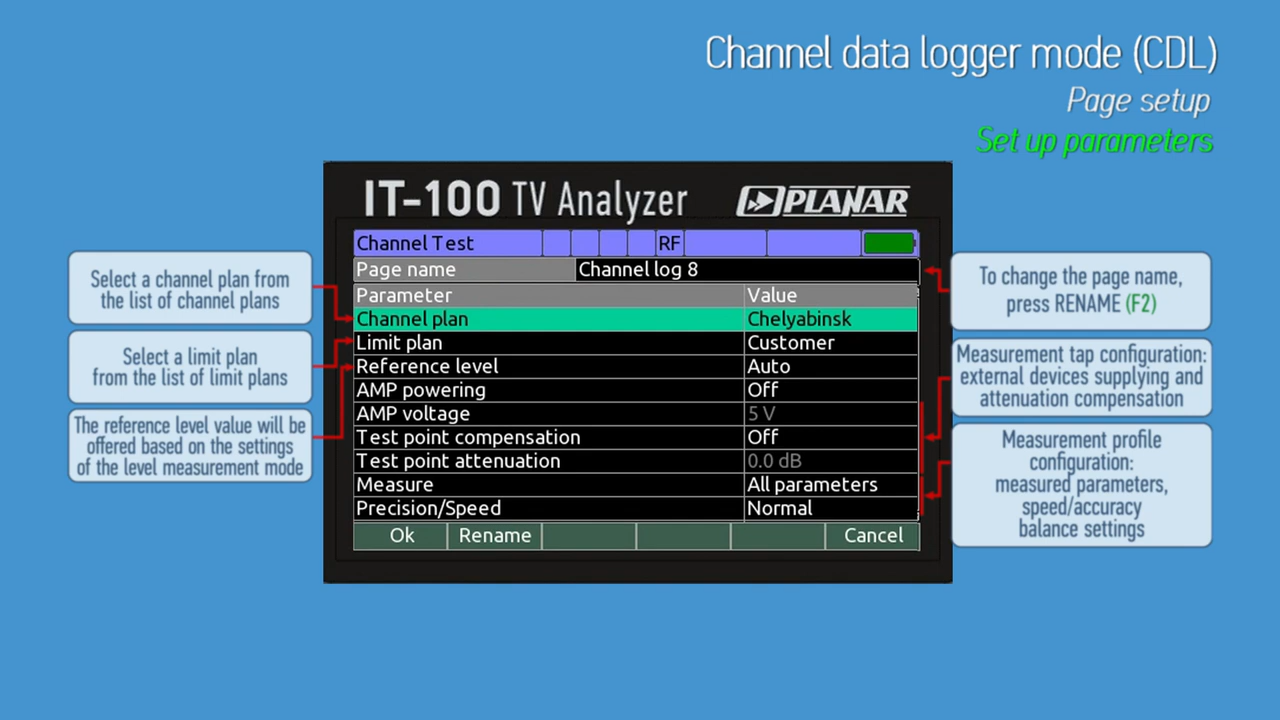 Channel data logger mode (CDL)
Page setup
Set up parameters
IT-100 TV Analyzer
PLANAR
Channel Test
RF
Page name
Channel log 8
Parameter
Value
Channel plan
Chelyabinsk
Limit plan
Customer
Reference level
Auto
AMP powering
Off
AMP voltage
5 V
Test point compensation
Off
Test point attenuation
0.0 dB
Measure
All parameters
Precision/Speed
Normal
Ok
Rename
Cancel
Select a channel plan from
the list of channel plans
Select a limit plan
from the list of limit plans
The reference level value will be
offered based on the settings
of the level measurement mode
To change the page name,
press RENAME (F2)
Measurement tap configuration:
external devices supplying and
attenuation compensation
Measurement profile
configuration:
measured parameters,
speed/accuracy
balance settings